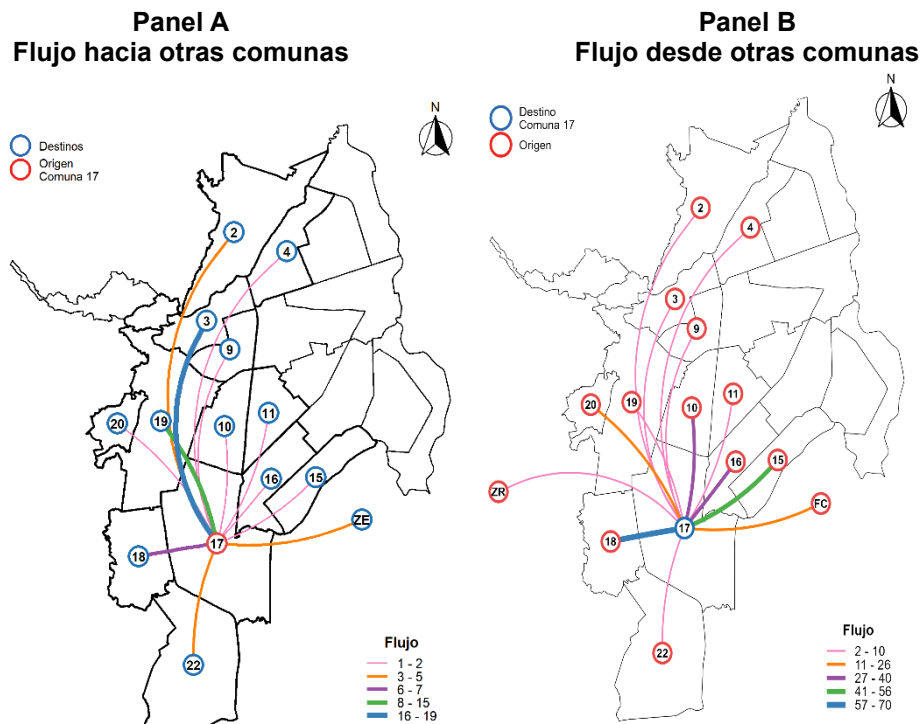 Panel A
Flujo hacia otras comunas
N
Destinos
Origen
Comuna 17
2
4
3
9
20
19
10
11
16
15
ZE
17
18
22
Flujo
1 - 2
3 - 5
6 - 7
8 - 15
16 - 19
Panel B
Flujo desde otras comunas
N
Destino
Comuna 17
Origen
2
4
3
9
20
19
10
11
16
15
ZR
FC
17
18
22
Flujo
2 - 10
11 - 26
27 - 40
41 - 56
57 - 70